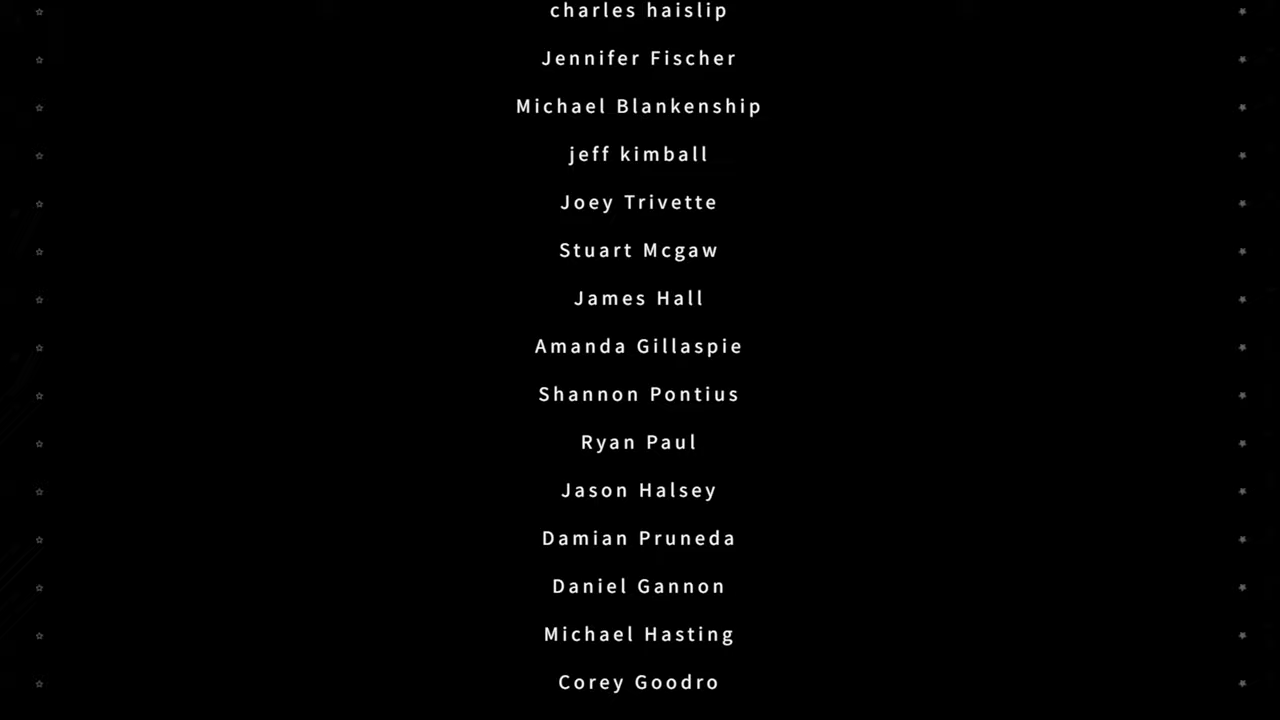 charles haislip
Jennifer Fischer
Michael Blankenship
jeff kimball
Joey Trivette
Stuart Mcgaw
James Hall
Amanda Gillaspie
Shannon Pontius
Ryan Paul
Jason Halsey
Damian Pruneda
Daniel Gannon
Michael Hasting
Corey Goodro